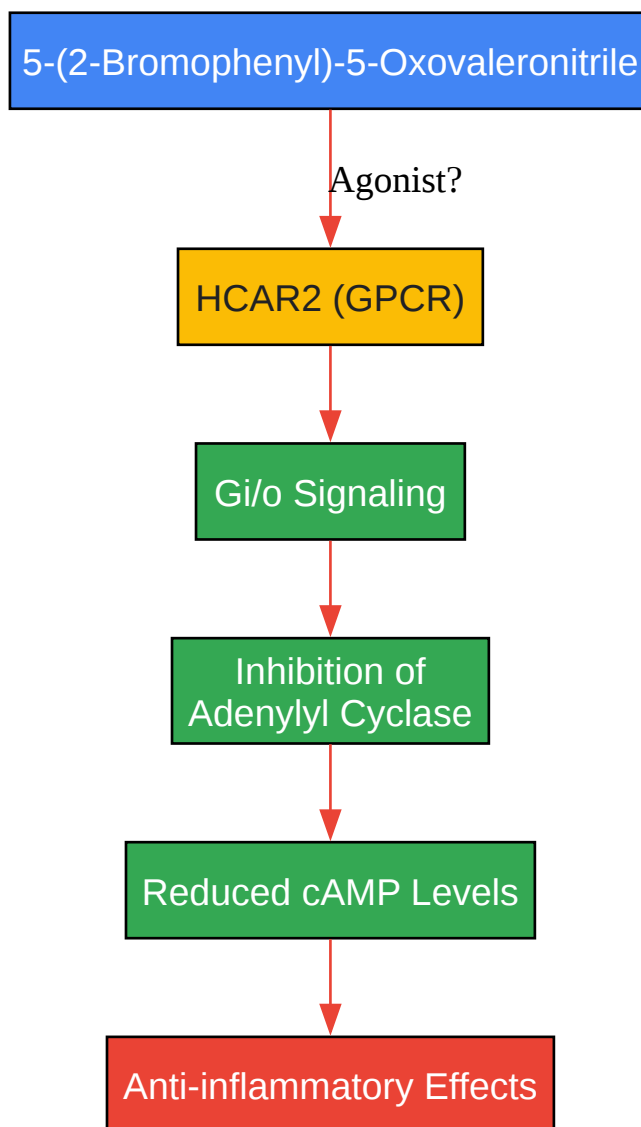 5-(2-Bromophenyl)-5-Oxovaleronitrile
Agonist?
HCAR2 (GPCR)
Gi/o Signaling
Inhibition of
Adenylyl Cyclase
Reduced cAMP Levels
Anti-inflammatory Effects